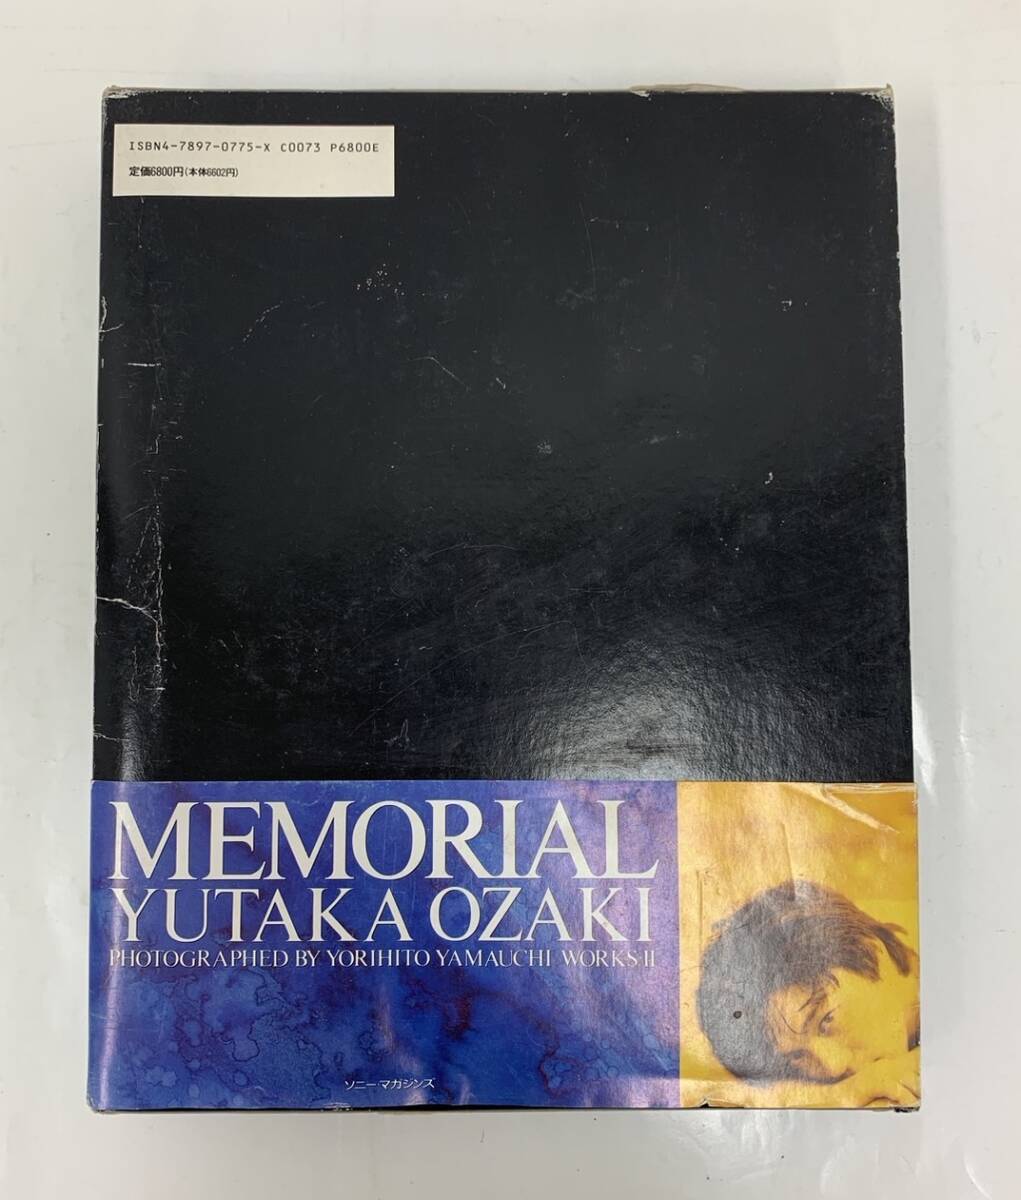 ISBN4-7897-0775-X C0073 P6800E
定価6800円(本体6602円)
MEMORIAL
YUTAKA OZAKI
PHOTOGRAPHED BY YORIHITO YAMAUCHI WORKS II
ソニー・マガジンズ